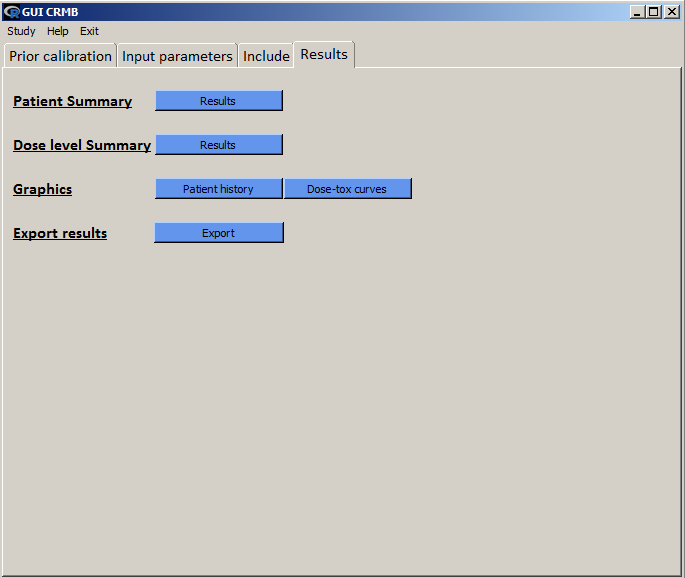 GUI CRMB
Study Help Exit
Prior calibration Input parameters Include Results
Patient Summary Results
Dose level Summary Results
Graphics Patient history Dose-tox curves
Export results Export